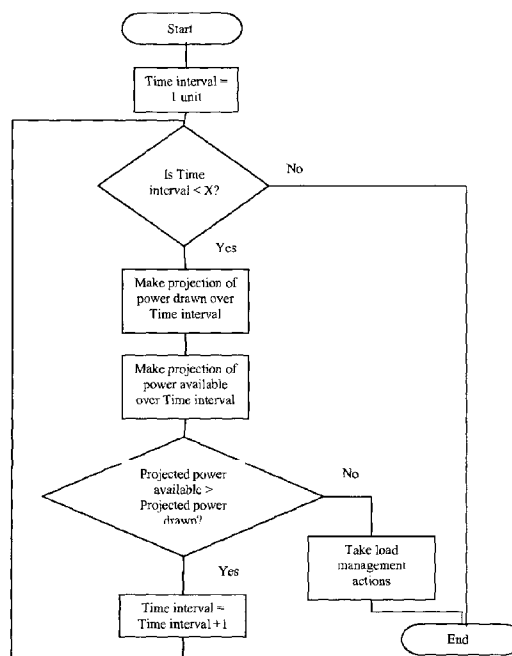 Start
Time interval =
1 unit
Is Time
interval < X?
No
Yes
Make projection of
power drawn over
Time interval
Make projection of
power available
over Time interval
Projected power
available >
Projected power
drawn?
No
Yes
Take load
management
actions
Time interval =
Time interval +1
End